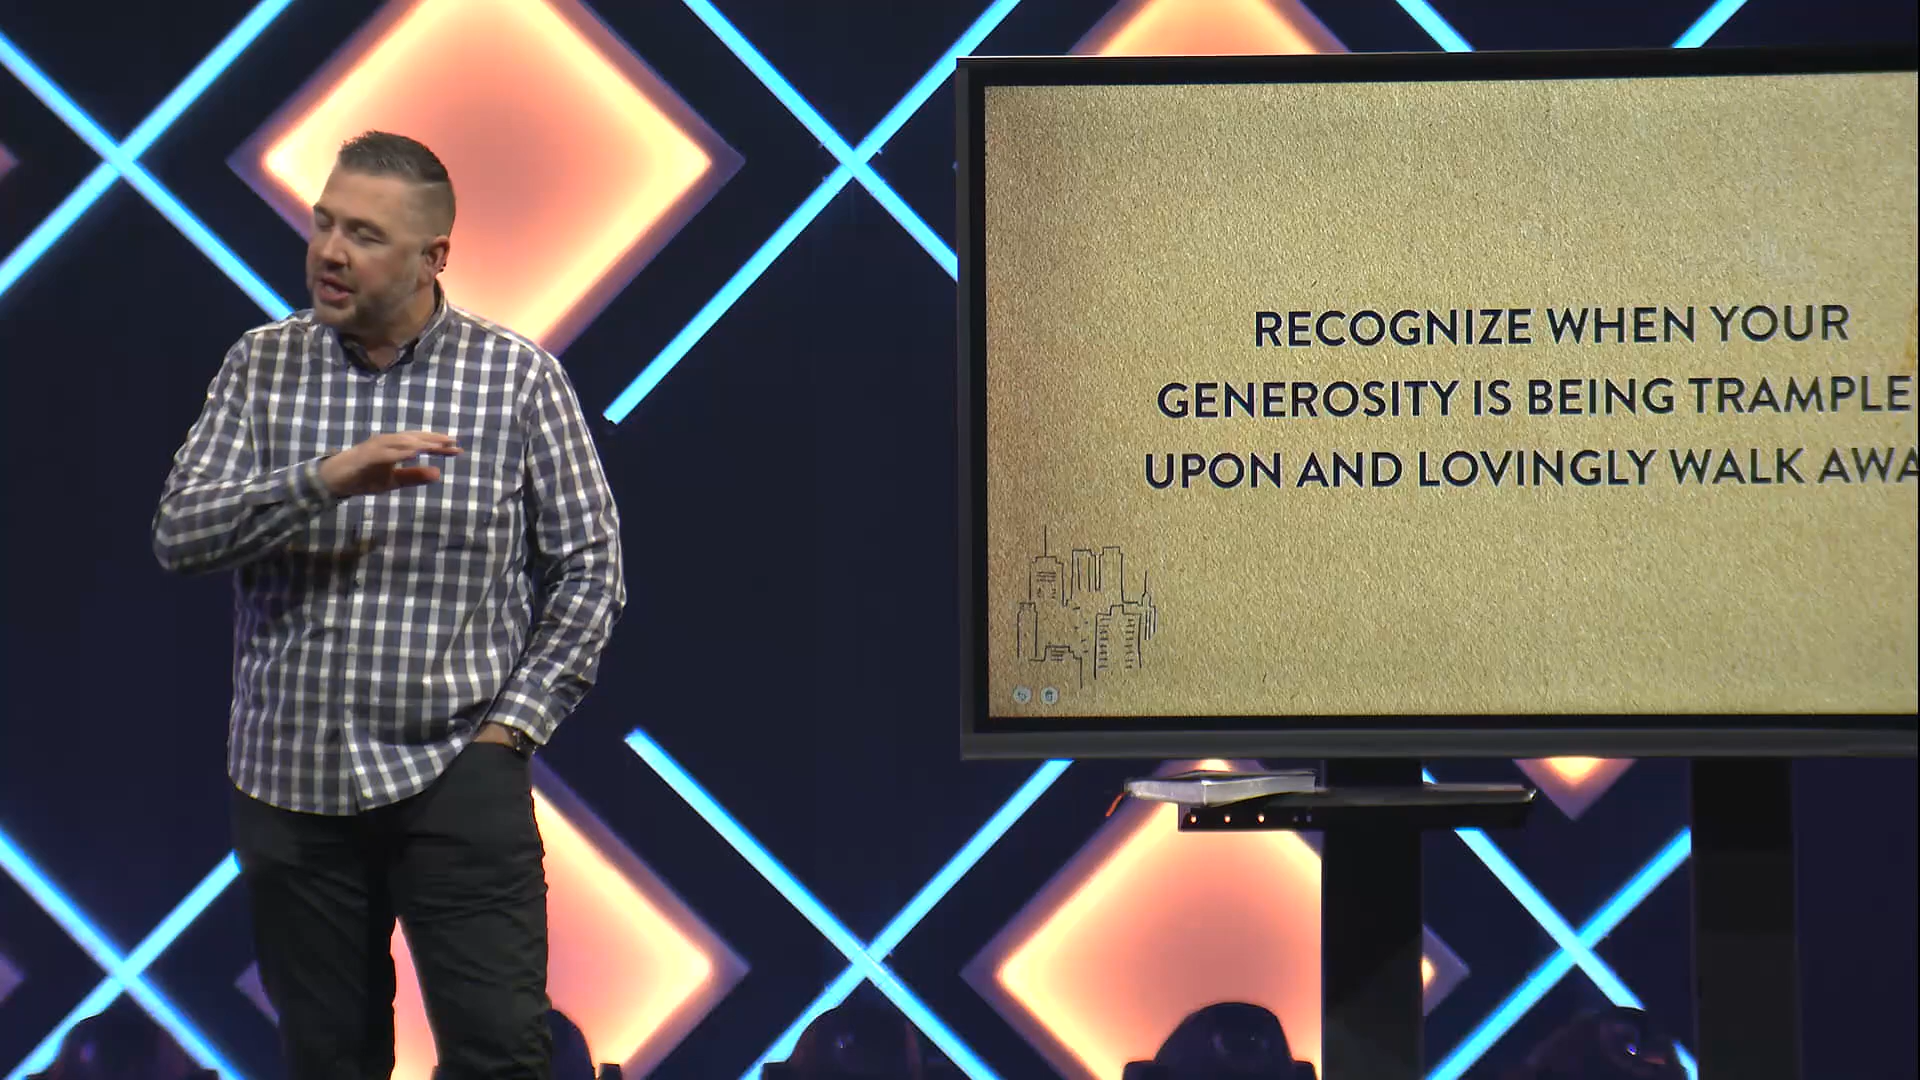 RECOGNIZE WHEN YOUR
GENEROSITY IS BEING TRAMPLE
UPON AND LOVINGLY WALK AWA